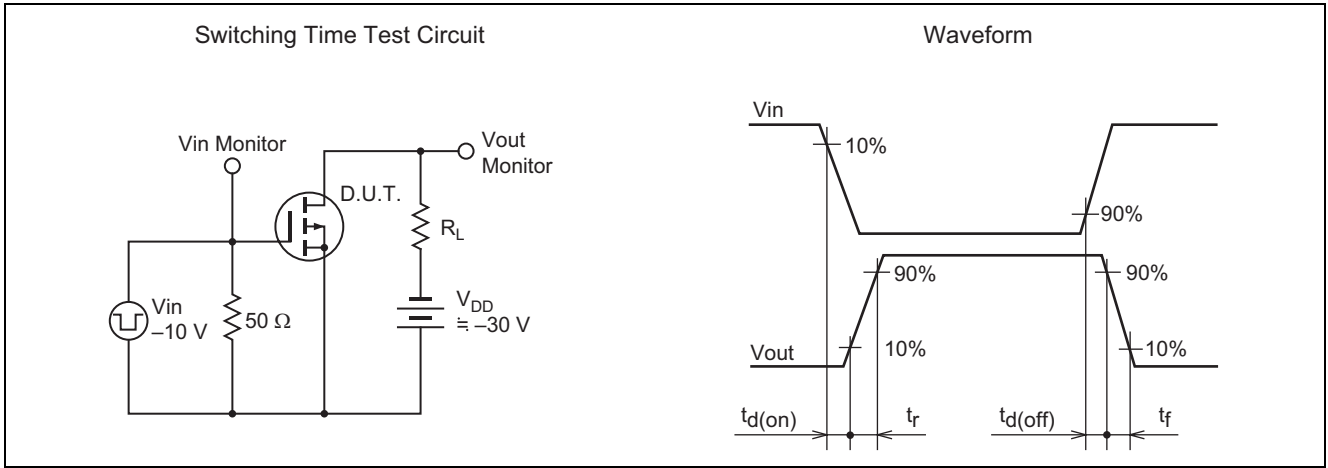 Switching Time Test Circuit
Vin Monitor
Vout
Monitor
D.U.T.
RL
Vin
–10 V
50 Ω
VDD
≒ –30 V
Waveform
Vin
10%
90%
90%
90%
Vout
10%
10%
td(on)
tr
td(off)
tf